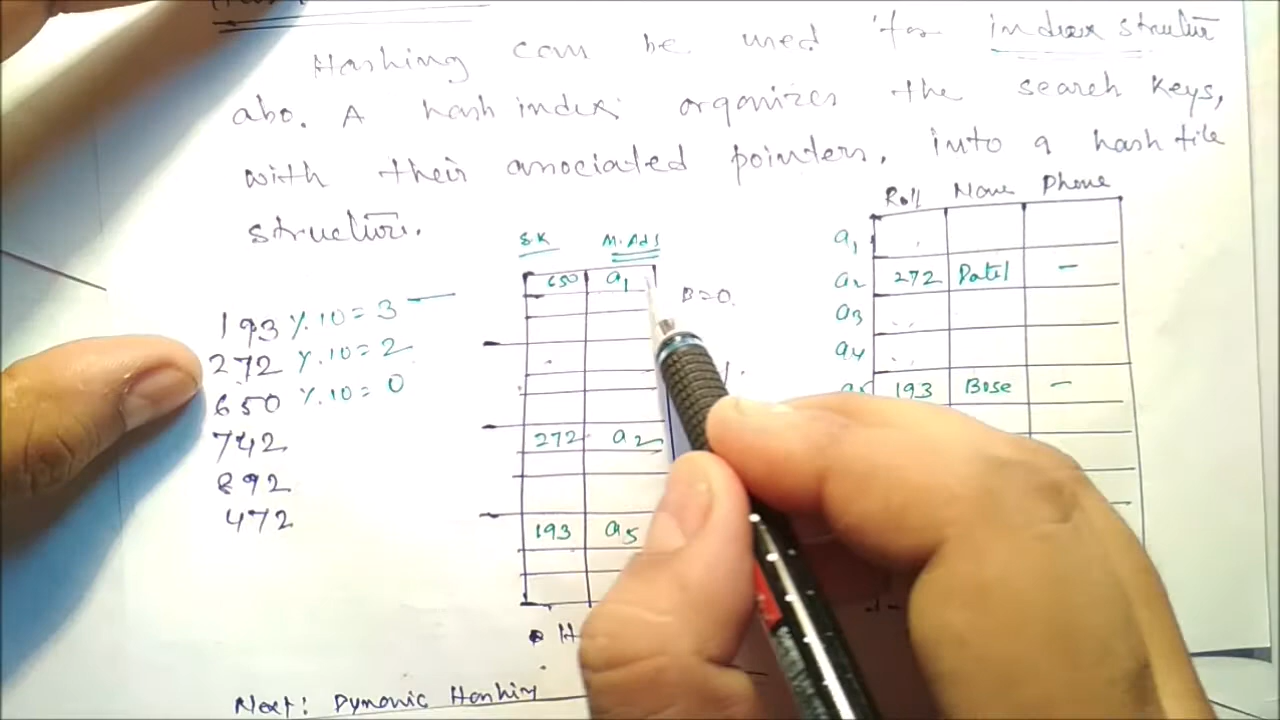 Hashing can be used for index structure
also. A hash index organizes the search keys,
with their associated pointers, into a hash file
structure.
S.K M.Ads
650 a1 B=0.
272 a2
193 a5
193 % 10 = 3
272 % 10 = 2
650 % 10 = 0
742
892
472
Roll Name Phone
a1
a2 272 Patel —
a3
a4
a5 193 Bose —
Next: Dynamic Hashing